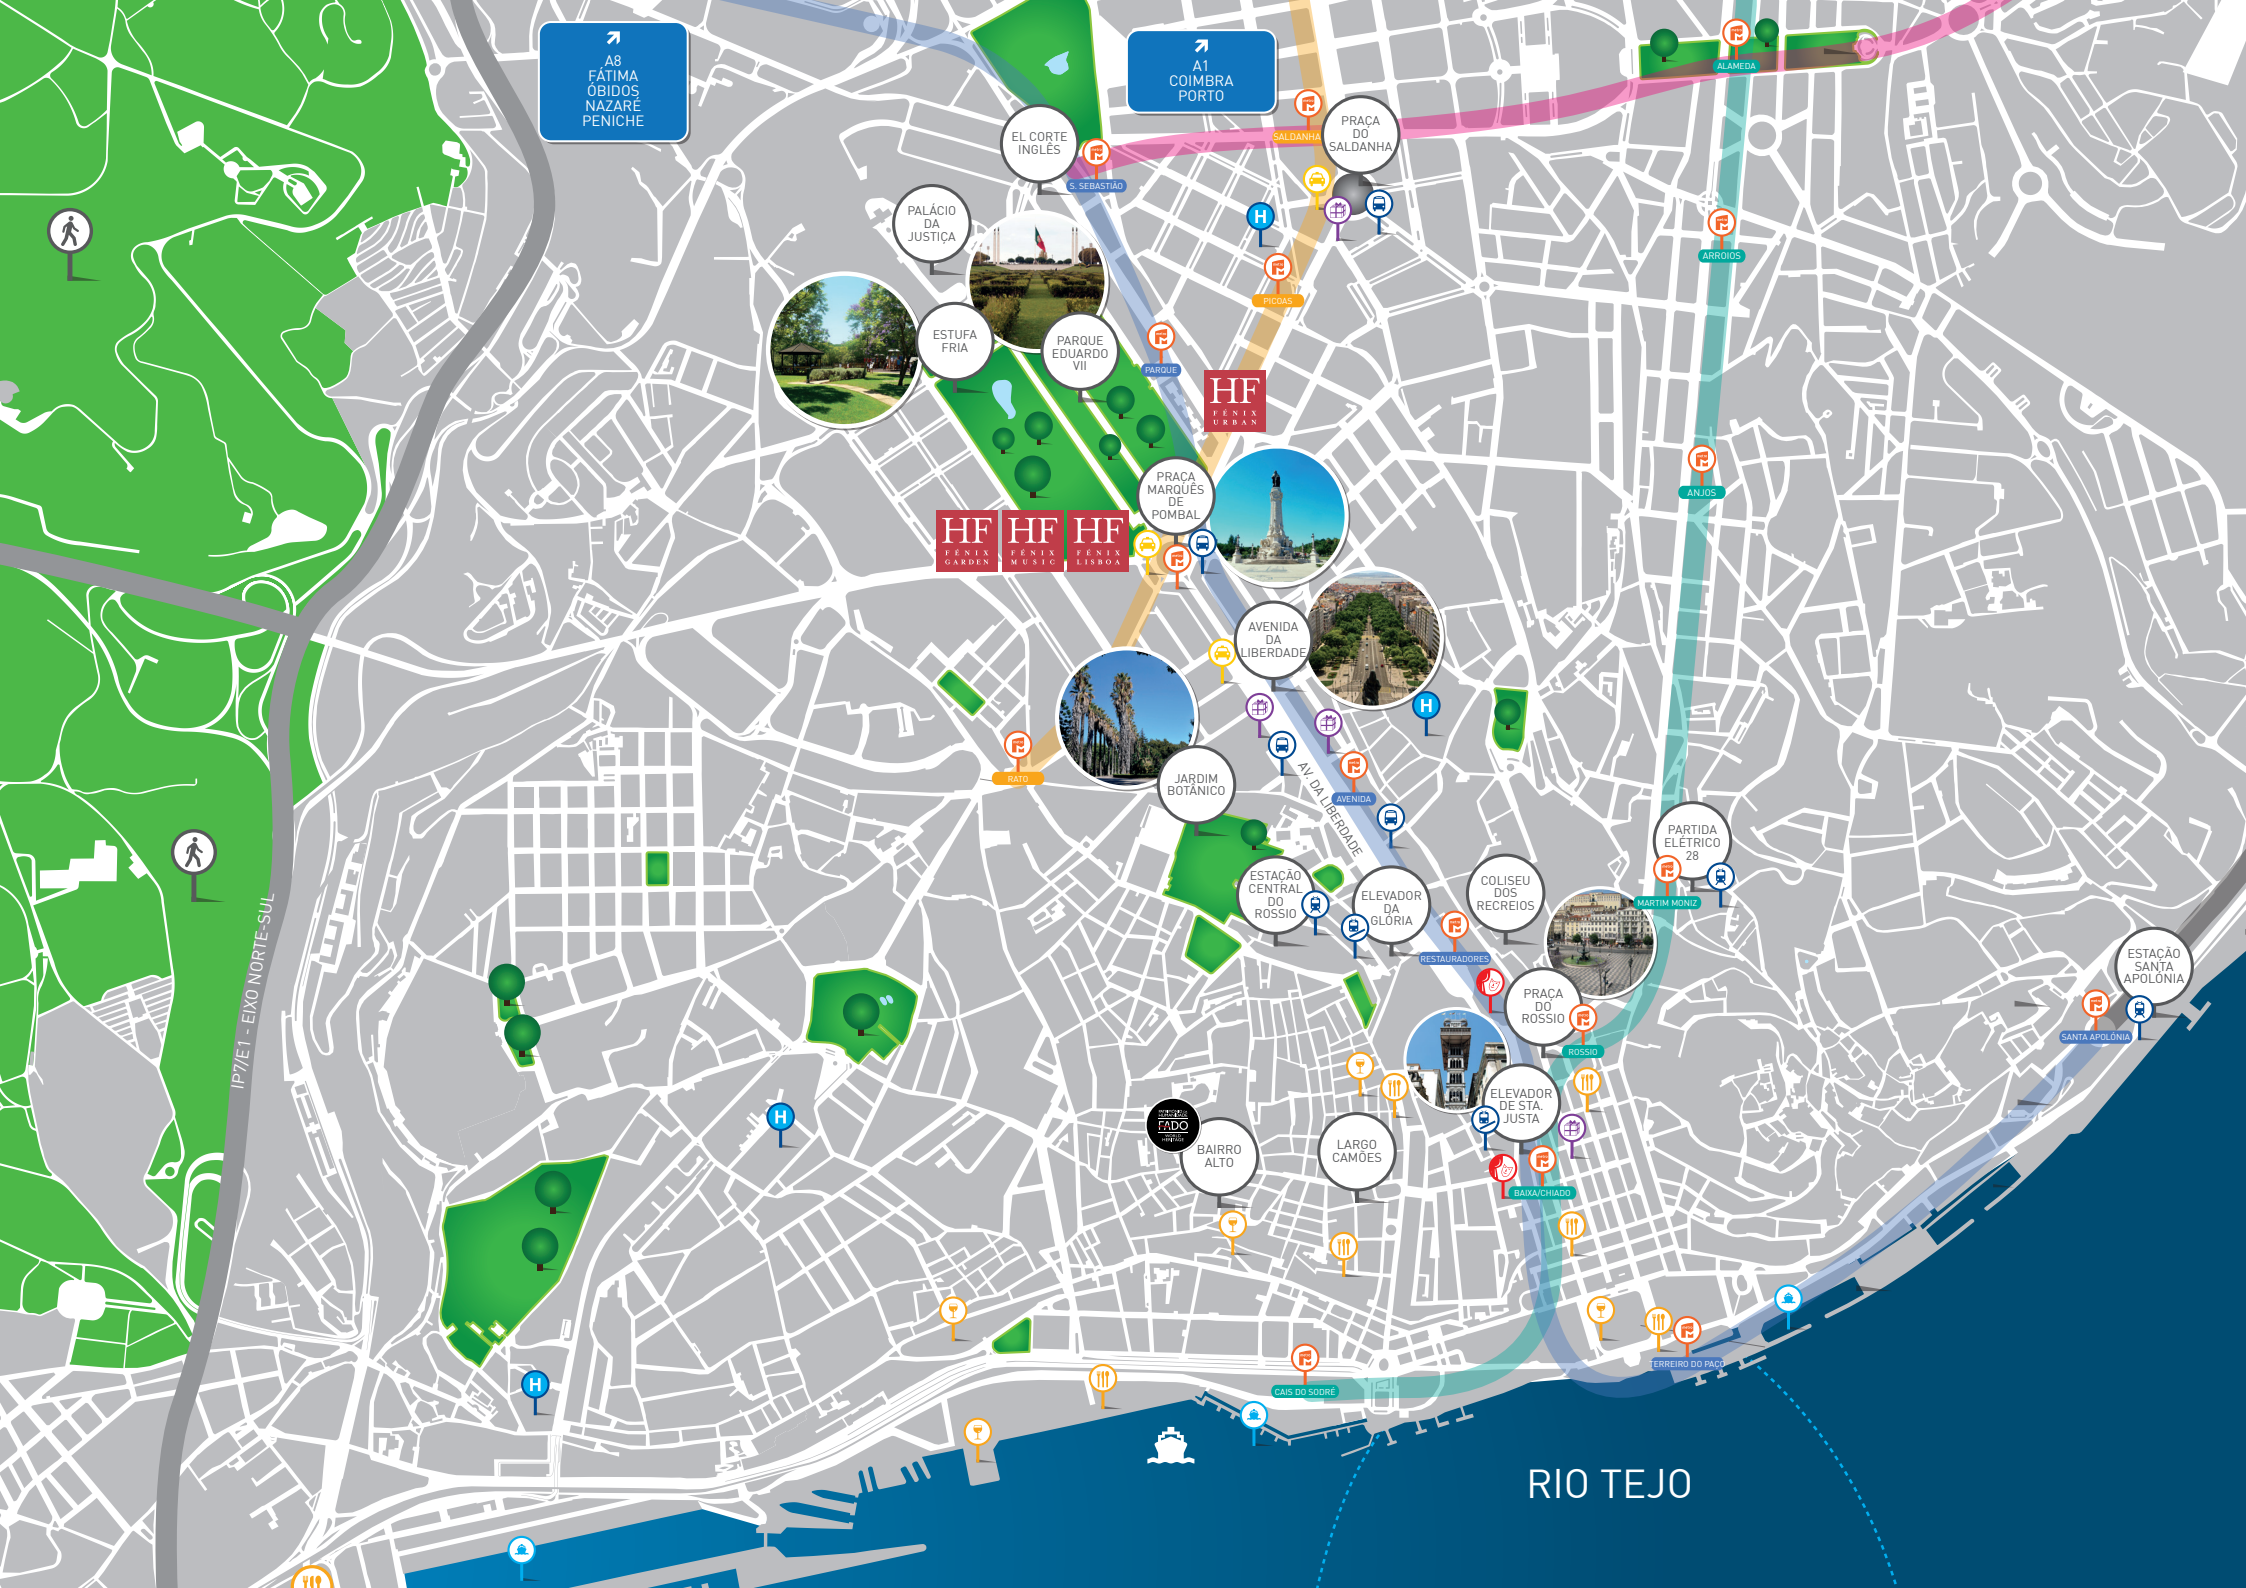 A8
FÁTIMA
ÓBIDOS
NAZARÉ
PENICHE
A1
COIMBRA
PORTO
ALAMEDA
SALDANHA
PRAÇA
DO
SALDANHA
EL CORTE
INGLÊS
S. SEBASTIÃO
PALÁCIO
DA
JUSTIÇA
H
ARROIOS
PICOAS
ESTUFA
FRIA
PARQUE
EDUARDO
VII
PARQUE
HF
FÉNIX
URBAN
PRAÇA
MARQUÊS
DE
POMBAL
ANJOS
HF
FÉNIX
GARDEN
HF
FÉNIX
MUSIC
HF
FÉNIX
LISBOA
AVENIDA
DA
LIBERDADE
H
RATO
JARDIM
BOTÂNICO
AV. DA LIBERDADE
AVENIDA
PARTIDA
ELÉTRICO
28
MARTIM MONIZ
ESTAÇÃO
CENTRAL
DO
ROSSIO
ELEVADOR
DA
GLÓRIA
COLISEU
DOS
RECREIOS
RESTAURADORES
IP7/E1 - EIXO NORTE-SUL
ESTAÇÃO
SANTA
APOLÓNIA
SANTA APOLÓNIA
PRAÇA
DO
ROSSIO
ROSSIO
ELEVADOR
DE STA.
JUSTA
H
FADO
WORLD
HERITAGE
BAIRRO
ALTO
LARGO
CAMÕES
BAIXA/CHIADO
TERREIRO DO PAÇO
CAIS DO SODRÉ
H
RIO TEJO